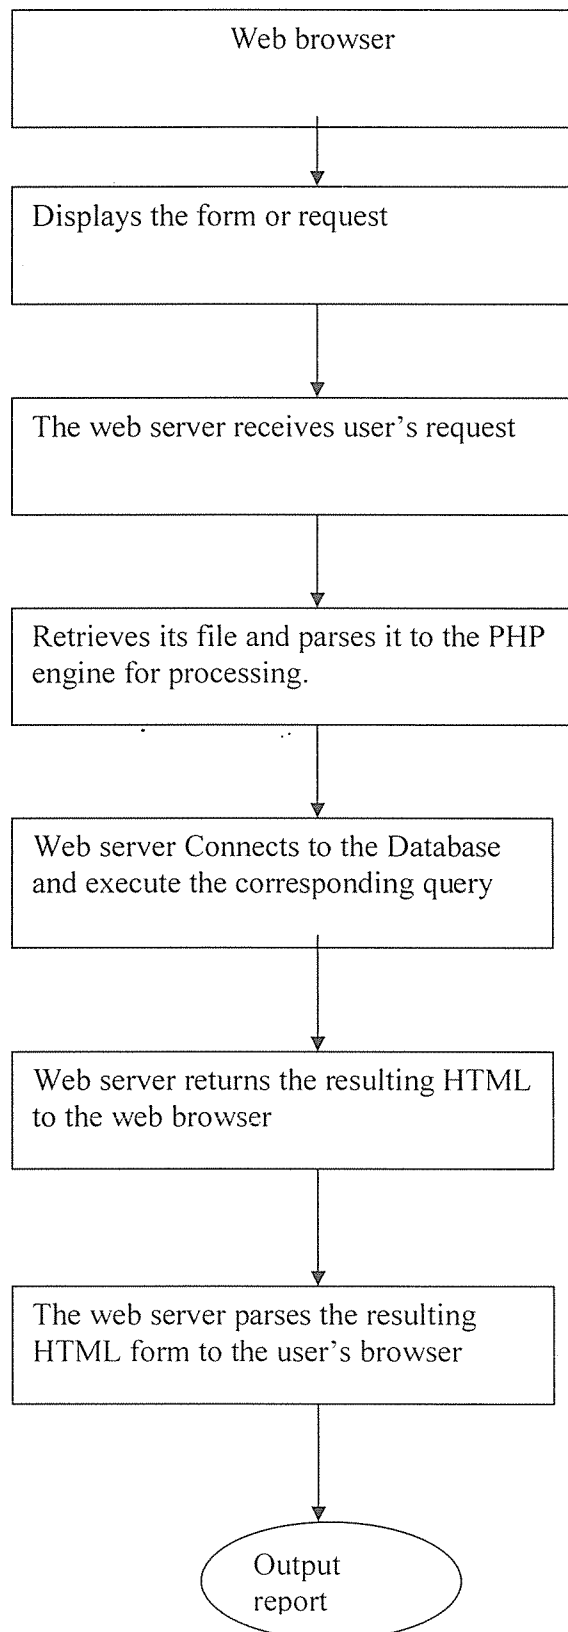 Web browser
Displays the form or request
The web server receives user's request
Retrieves its file and parses it to the PHP
engine for processing.
Web server Connects to the Database
and execute the corresponding query
Web server returns the resulting HTML
to the web browser
The web server parses the resulting
HTML form to the user's browser
Output
report